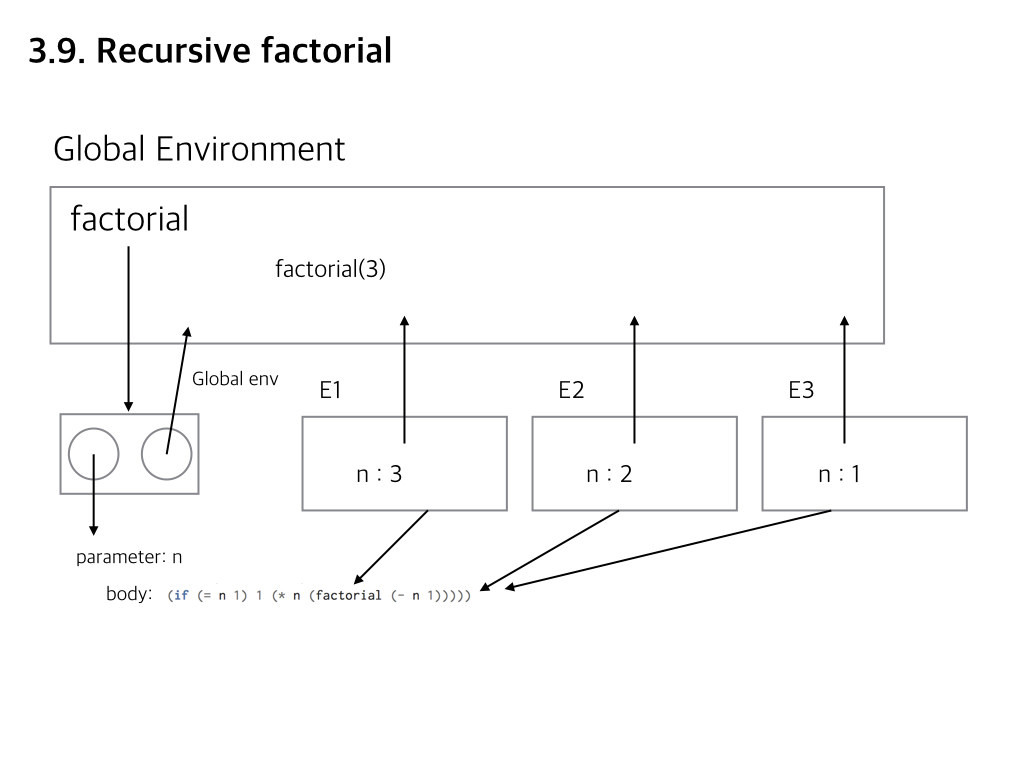 3.9. Recursive factorial
Global Environment
factorial
factorial(3)
Global env
E1
E2
E3
n : 3
n : 2
n : 1
parameter: n
body: (if (= n 1) 1 (* n (factorial (- n 1)))))